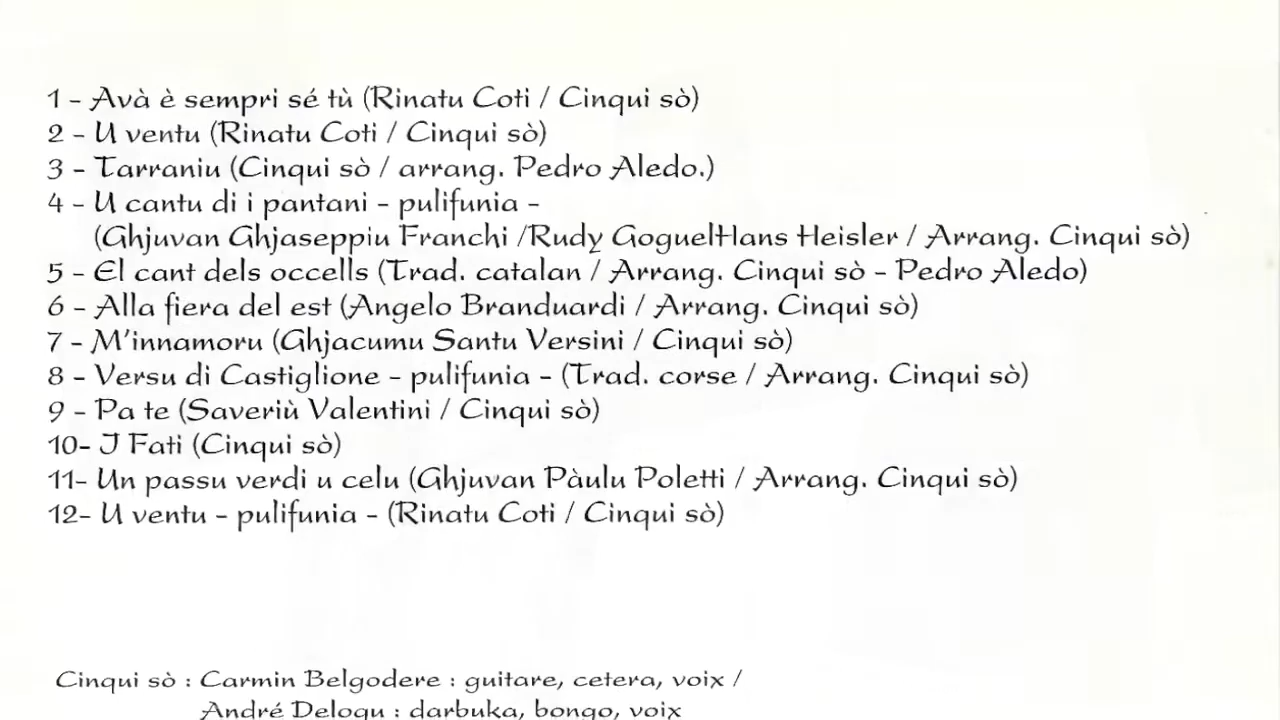 1 - Avà è sempri sé tù (Rinatu Coti / Cinqui sò)
2 - U ventu (Rinatu Coti / Cinqui sò)
3 - Tarraniu (Cinqui sò / arrang. Pedro Aledo.)
4 - U cantu di i pantani - pulifunia -
(Ghjuvan Ghjaseppiu Franchi /Rudy GoguelHans Heisler / Arrang. Cinqui sò)
5 - El cant dels occells (Trad. catalan / Arrang. Cinqui sò - Pedro Aledo)
6 - Alla fiera del est (Angelo Branduardi / Arrang. Cinqui sò)
7 - M'innamoru (Ghjacumu Santu Versini / Cinqui sò)
8 - Versu di Castiglione - pulifunia - (Trad. corse / Arrang. Cinqui sò)
9 - Pa te (Saveriù Valentini / Cinqui sò)
10- I Fati (Cinqui sò)
11- Un passu verdi u celu (Ghjuvan Pàulu Poletti / Arrang. Cinqui sò)
12- U ventu - pulifunia - (Rinatu Coti / Cinqui sò)
Cinqui sò : Carmin Belgodere : guitare, cetera, voix /
André Delogu : darbuka, bongo, voix